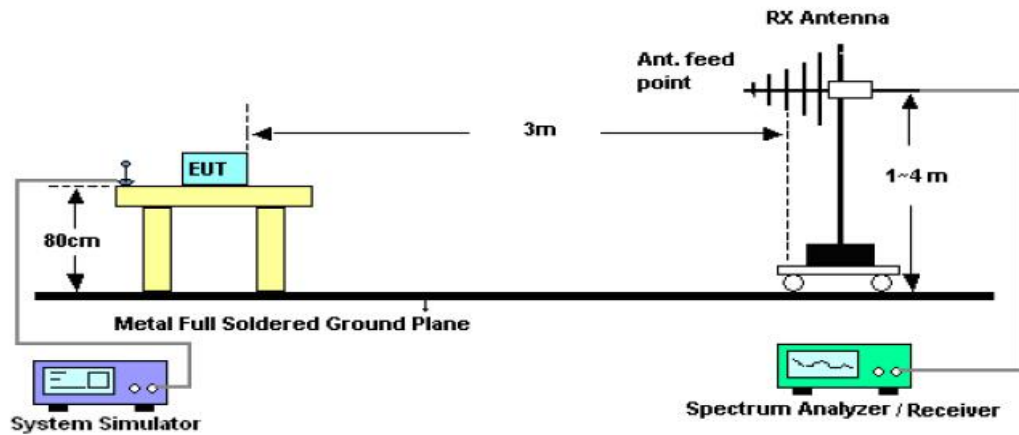 RX Antenna
Ant. feed
point
3m
EUT
1~4 m
80cm
Metal Full Soldered Ground Plane
System Simulator
Spectrum Analyzer / Receiver